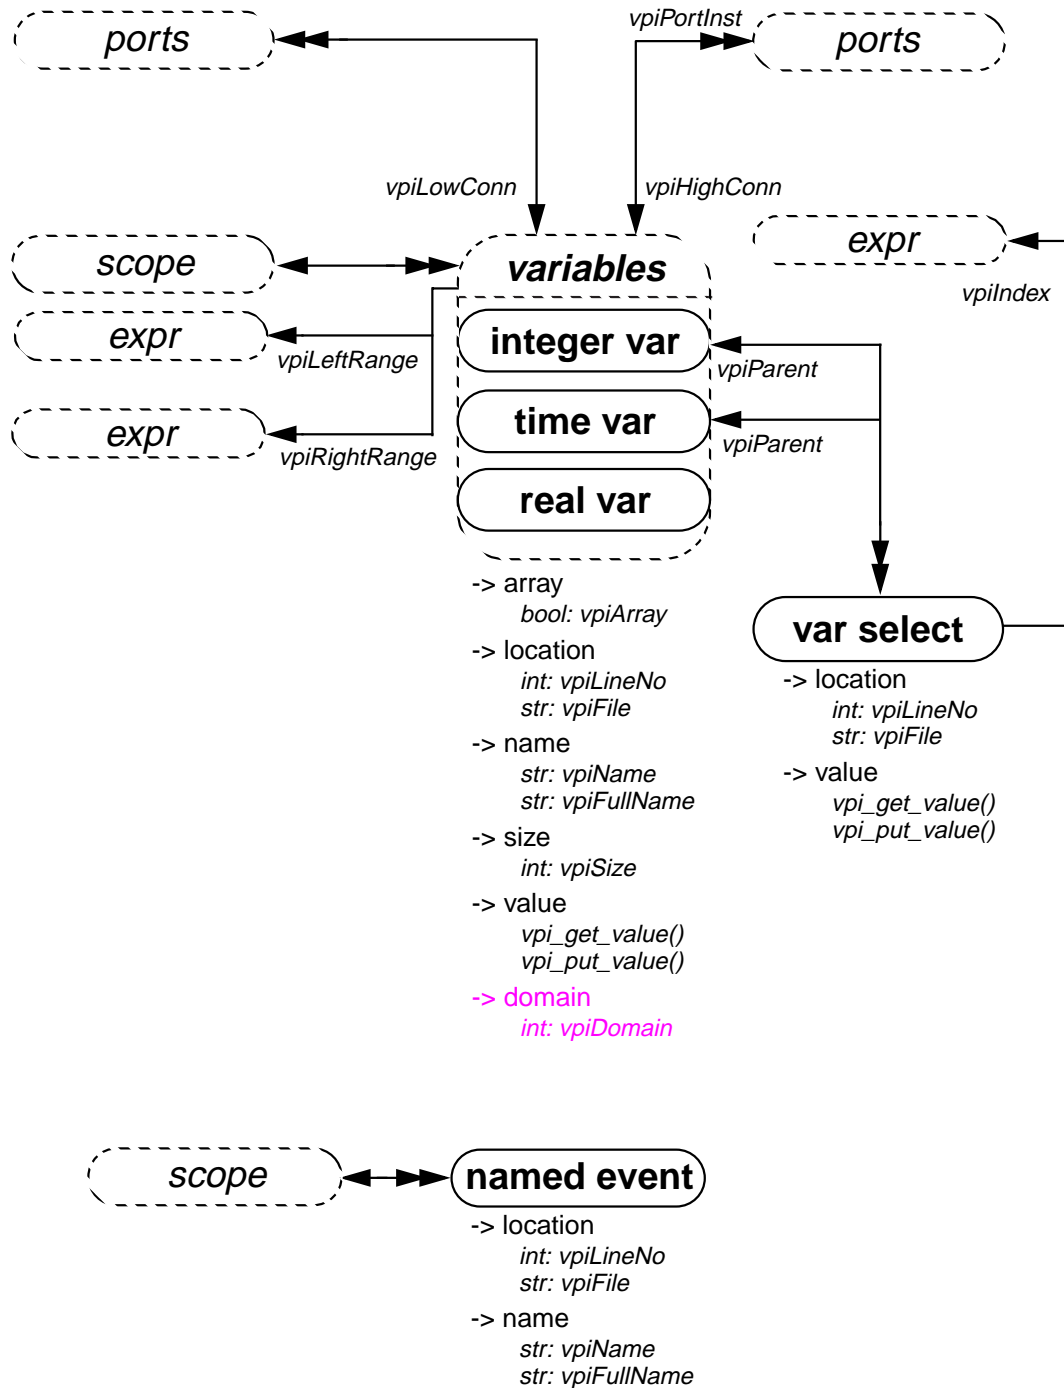 ports
vpiPortInst
ports
vpiLowConn
vpiHighConn
scope
variables
expr
vpiIndex
expr
vpiLeftRange
integer var
vpiParent
expr
vpiRightRange
time var
vpiParent
real var
-> array
bool: vpiArray
-> location
int: vpiLineNo
str: vpiFile
-> name
str: vpiName
str: vpiFullName
-> size
int: vpiSize
-> value
vpi_get_value()
vpi_put_value()
-> domain
int: vpiDomain
var select
-> location
int: vpiLineNo
str: vpiFile
-> value
vpi_get_value()
vpi_put_value()
scope
named event
-> location
int: vpiLineNo
str: vpiFile
-> name
str: vpiName
str: vpiFullName